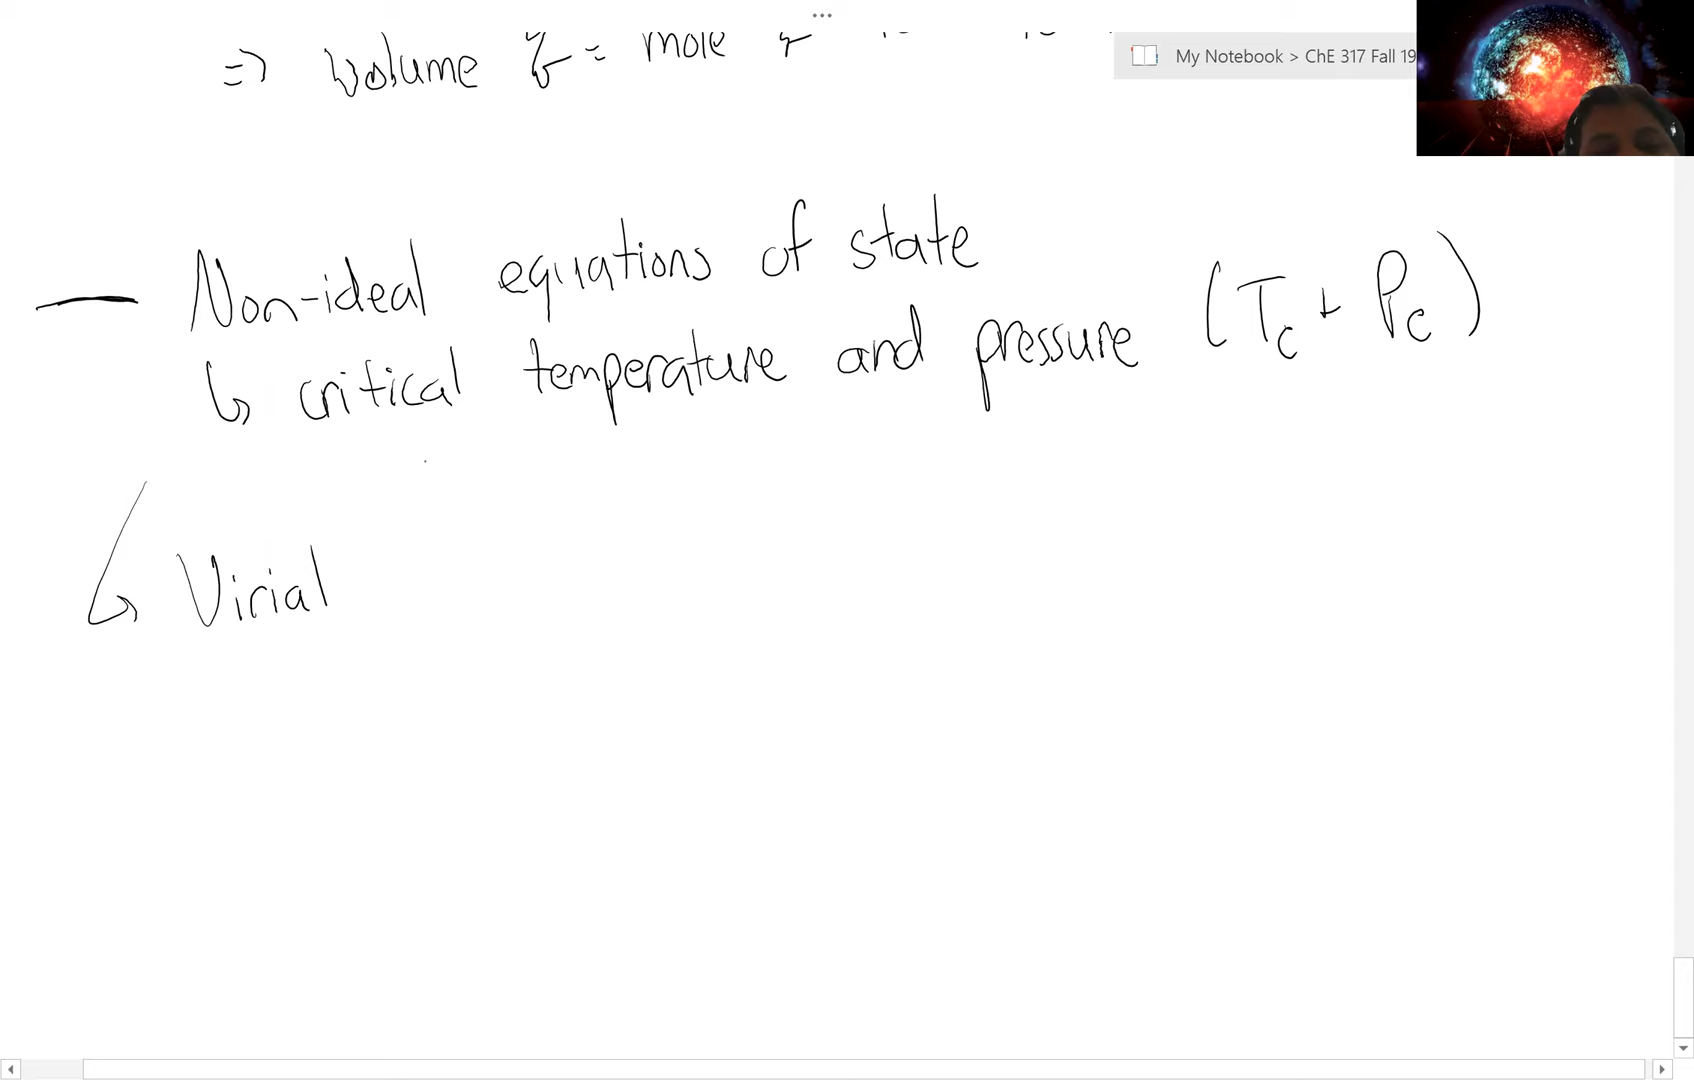 ...
=> volume % = mole
My Notebook > ChE 317 Fall 19
— Non-ideal equations of state
↳ critical temperature and pressure (Tc + Pc)
↳ Virial